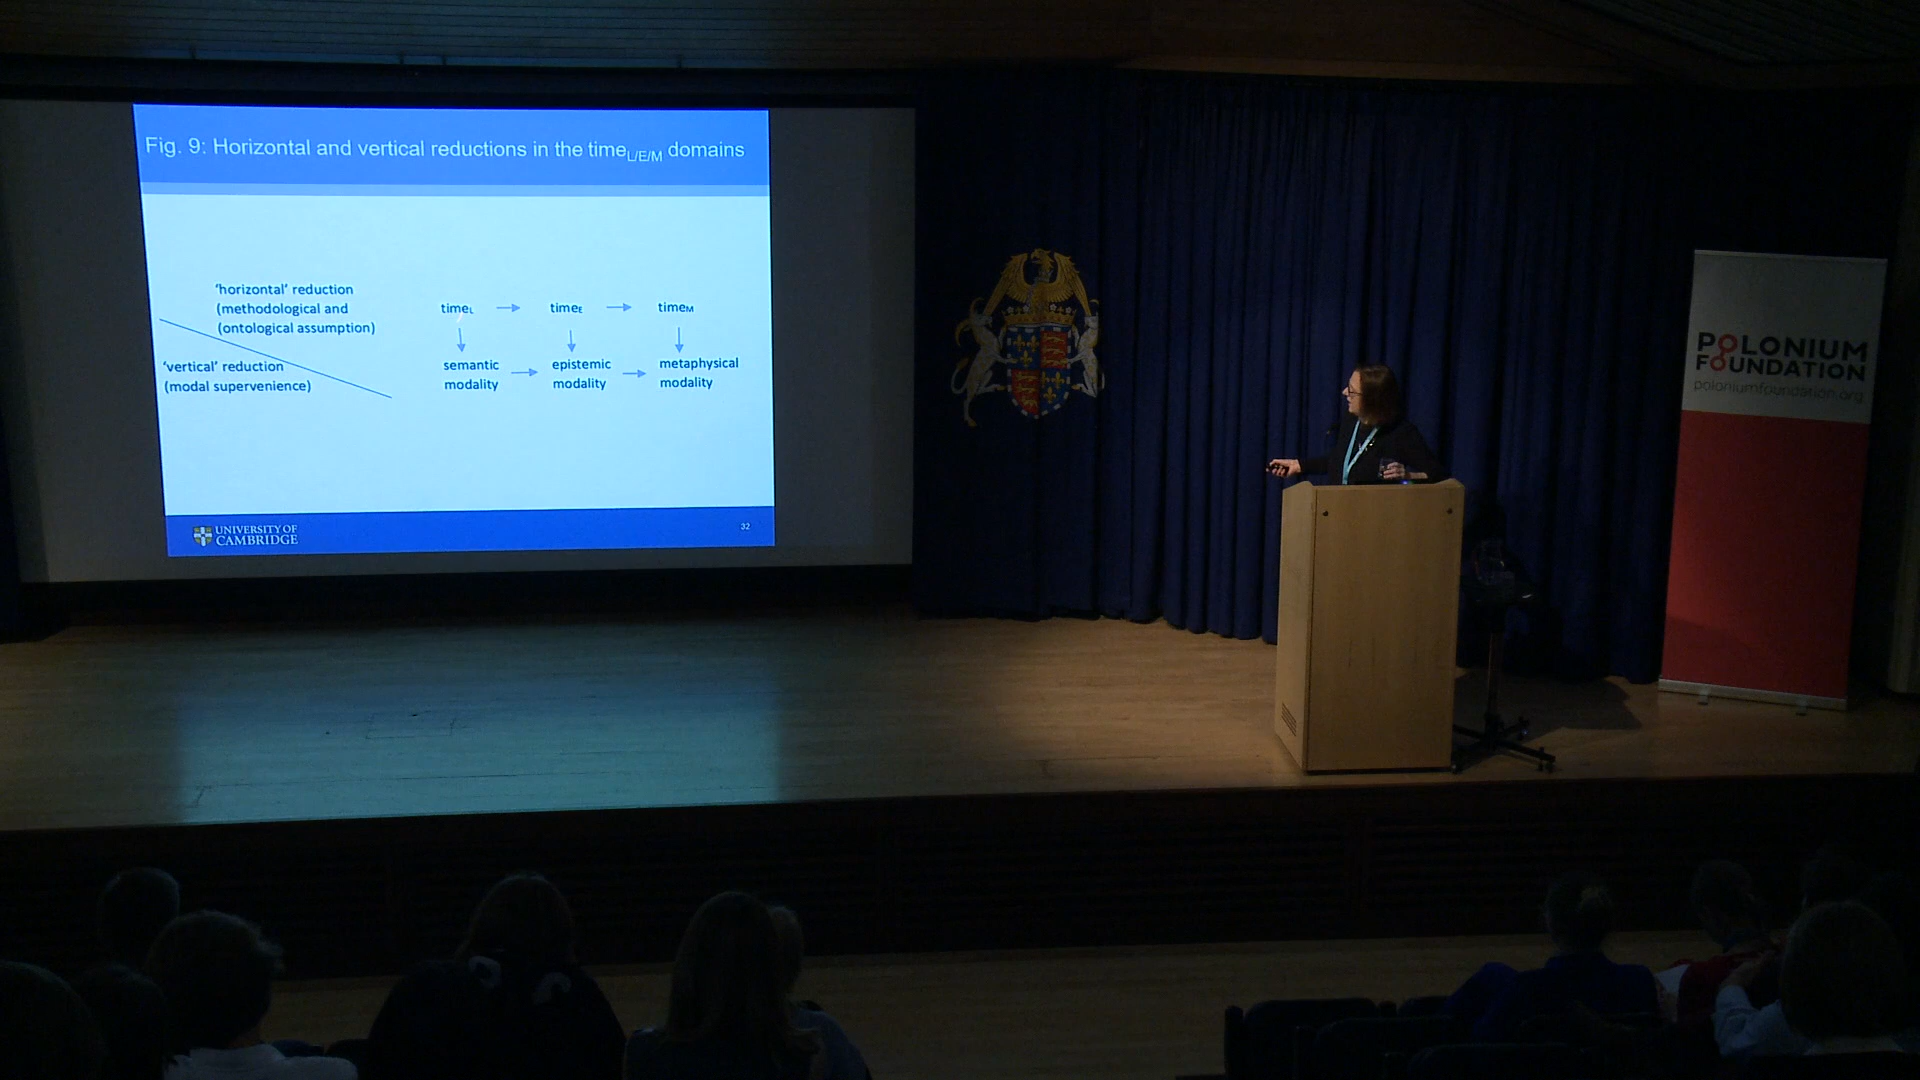 Fig. 9: Horizontal and vertical reductions in the timeL/E/M domains
‘horizontal’ reduction
(methodological and
(ontological assumption)
‘vertical’ reduction
(modal supervenience)
timeL → timeE → timeM
semantic modality → epistemic modality → metaphysical modality
UNIVERSITY OF
CAMBRIDGE
32
POLONIUM
FOUNDATION
poloniumfoundation.org